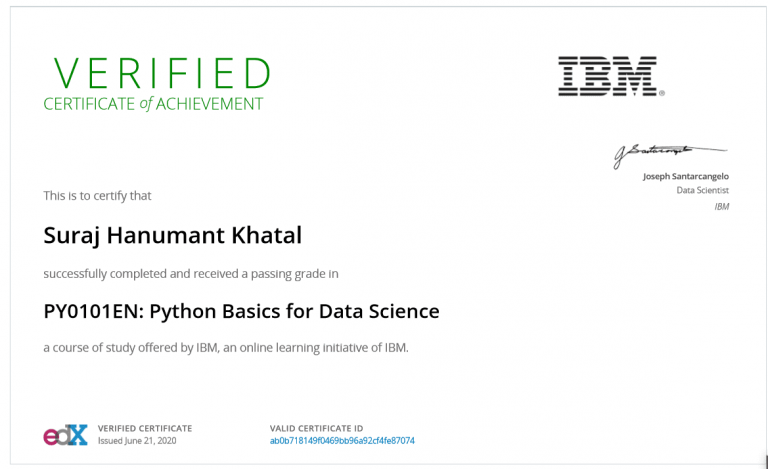 VERIFIED
CERTIFICATE of ACHIEVEMENT
IBM®
Joseph Santarcangelo
Data Scientist
IBM
This is to certify that
Suraj Hanumant Khatal
successfully completed and received a passing grade in
PY0101EN: Python Basics for Data Science
a course of study offered by IBM, an online learning initiative of IBM.
edX
VERIFIED CERTIFICATE
Issued June 21, 2020
VALID CERTIFICATE ID
ab0b718149f0469bb96a92cf4fe87074